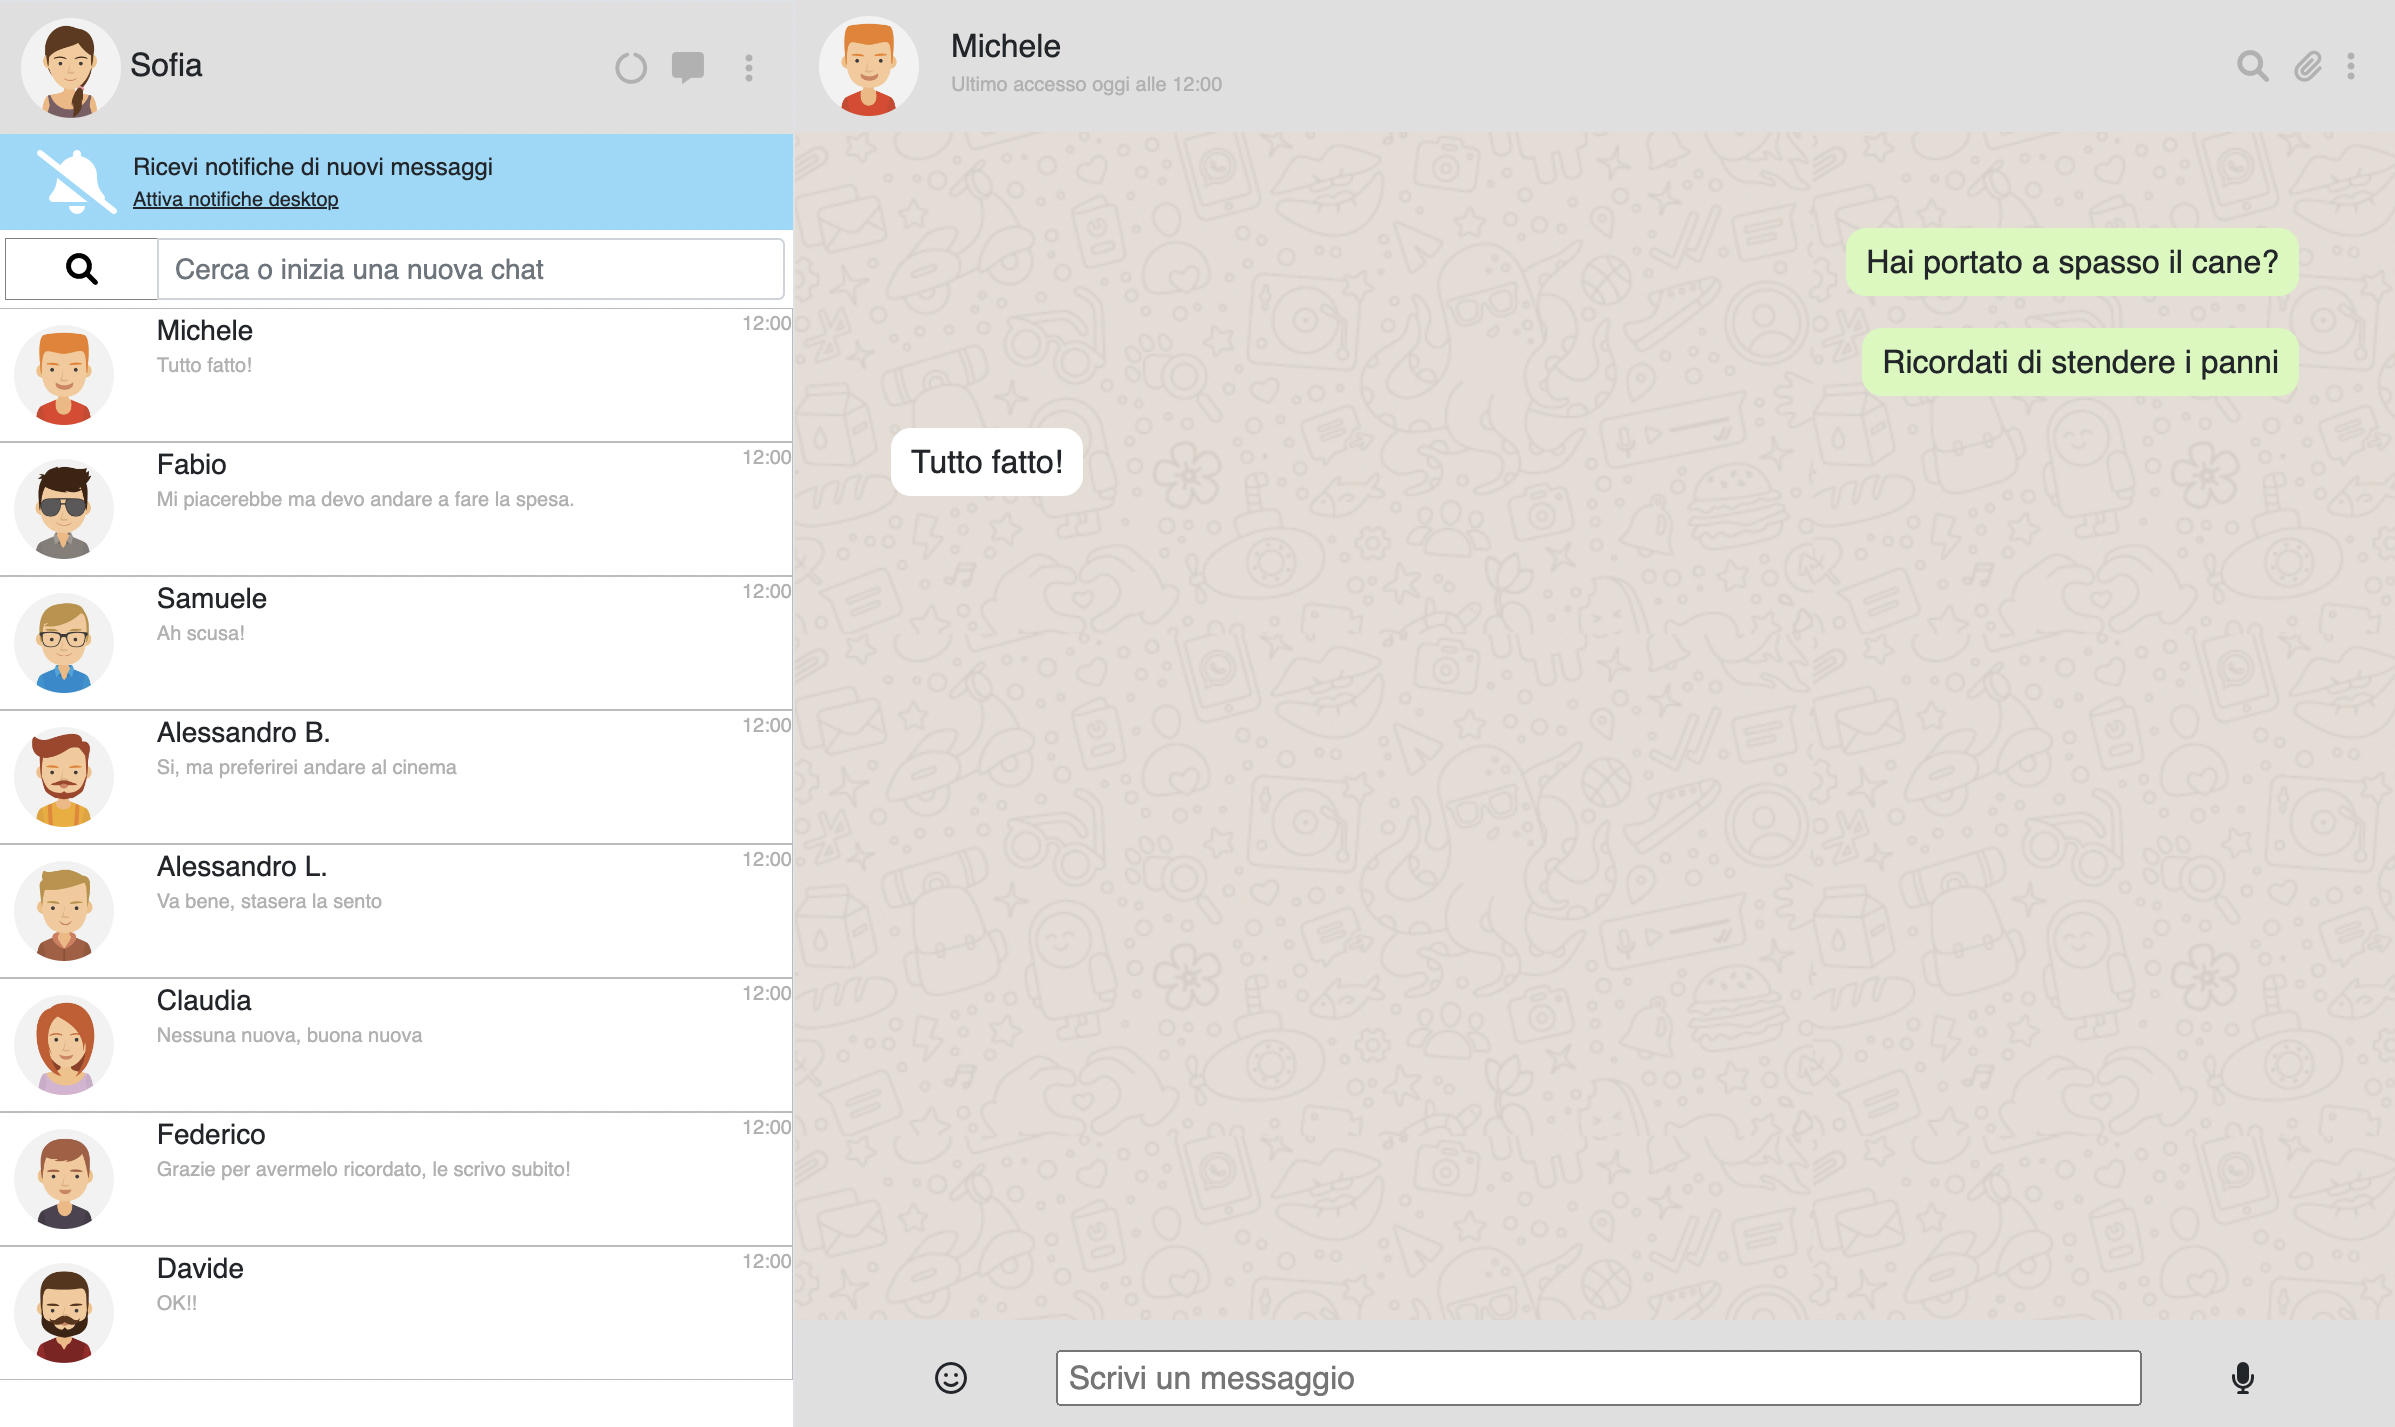 Sofia
Ricevi notifiche di nuovi messaggi
Attiva notifiche desktop
Cerca o inizia una nuova chat
Michele
12:00
Tutto fatto!
Fabio
12:00
Mi piacerebbe ma devo andare a fare la spesa.
Samuele
12:00
Ah scusa!
Alessandro B.
12:00
Si, ma preferirei andare al cinema
Alessandro L.
12:00
Va bene, stasera la sento
Claudia
12:00
Nessuna nuova, buona nuova
Federico
12:00
Grazie per avermelo ricordato, le scrivo subito!
Davide
12:00
OK!!
Michele
Ultimo accesso oggi alle 12:00
Hai portato a spasso il cane?
Ricordati di stendere i panni
Tutto fatto!
Scrivi un messaggio